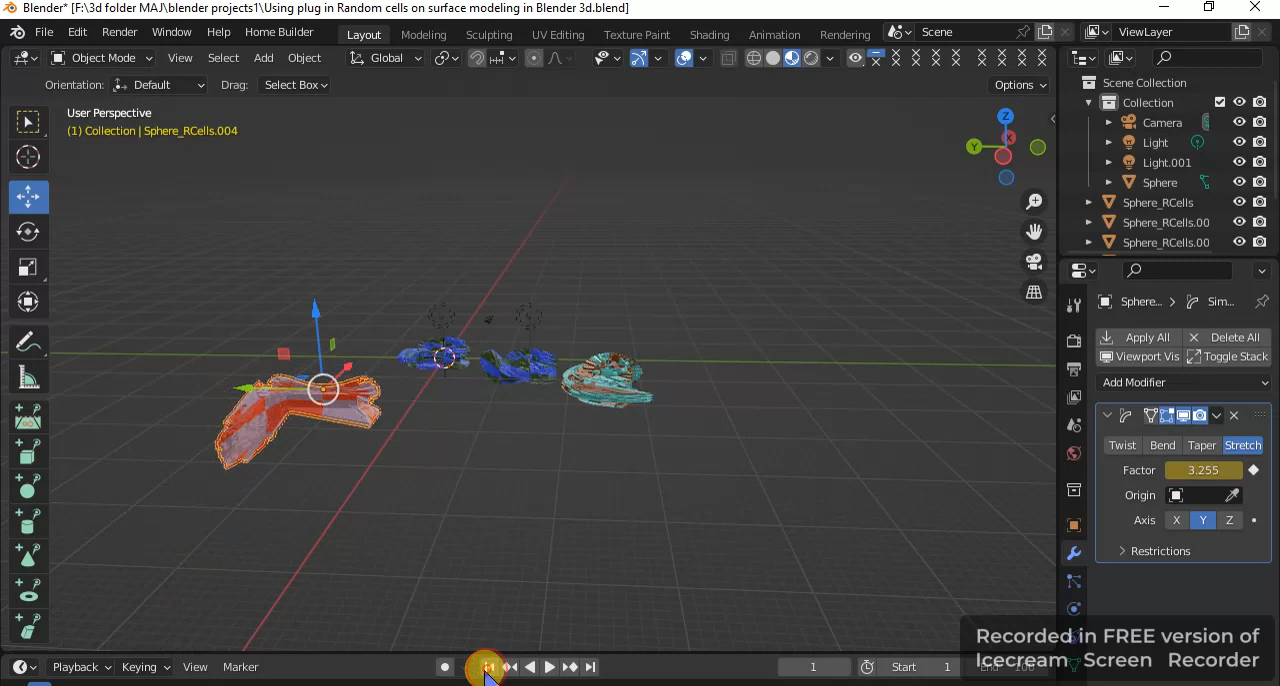 Blender* [F:\3d folder MAJ\blender projects1\Using plug in Random cells on surface modeling in Blender 3d.blend]
File Edit Render Window Help Home Builder Layout Modeling Sculpting UV Editing Texture Paint Shading Animation Rendering Scene ViewLayer
Object Mode View Select Add Object Global
Orientation: Default Drag: Select Box Options
User Perspective
(1) Collection | Sphere_RCells.004
Z
X
Y
Scene Collection
Collection
Camera
Light
Light.001
Sphere
Sphere_RCells
Sphere_RCells.00
Sphere_RCells.00
Sphere... Sim...
Apply All Delete All
Viewport Vis Toggle Stack
Add Modifier
Twist Bend Taper Stretch
Factor 3.255
Origin
Axis X Y Z
Restrictions
Playback Keying View Marker 1 Start 1
Recorded in FREE version of
Icecream Screen Recorder